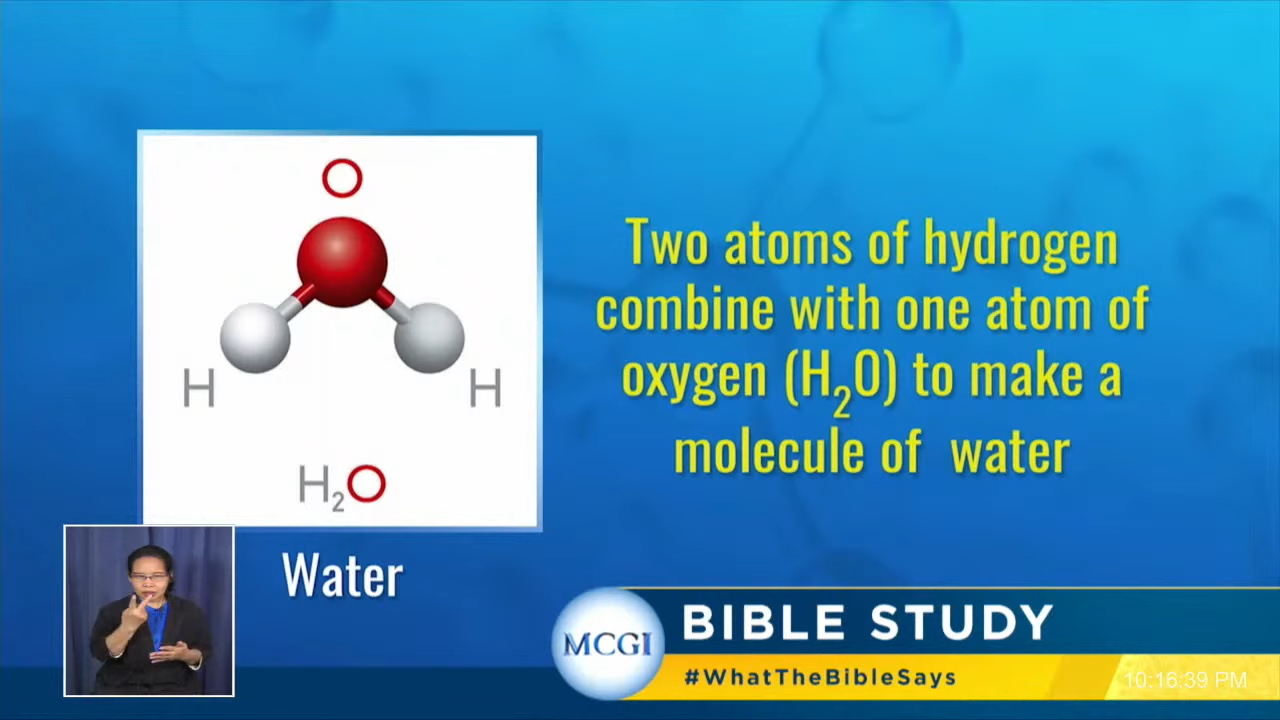 O
H
H
H₂O
Water
Two atoms of hydrogen
combine with one atom of
oxygen (H₂O) to make a
molecule of water
MCGI
BIBLE STUDY
#WhatTheBibleSays
10:16:39 PM